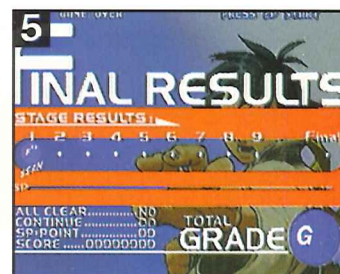 5
GAME OVER
PRESS 2P START
FINAL RESULTS
STAGE RESULTS:
1 2 3 4 5 6 7 8 9 Final
ALL CLEAR NO
CONTINUE 00
SP:POINT 00
SCORE 00000000
TOTAL
GRADE G